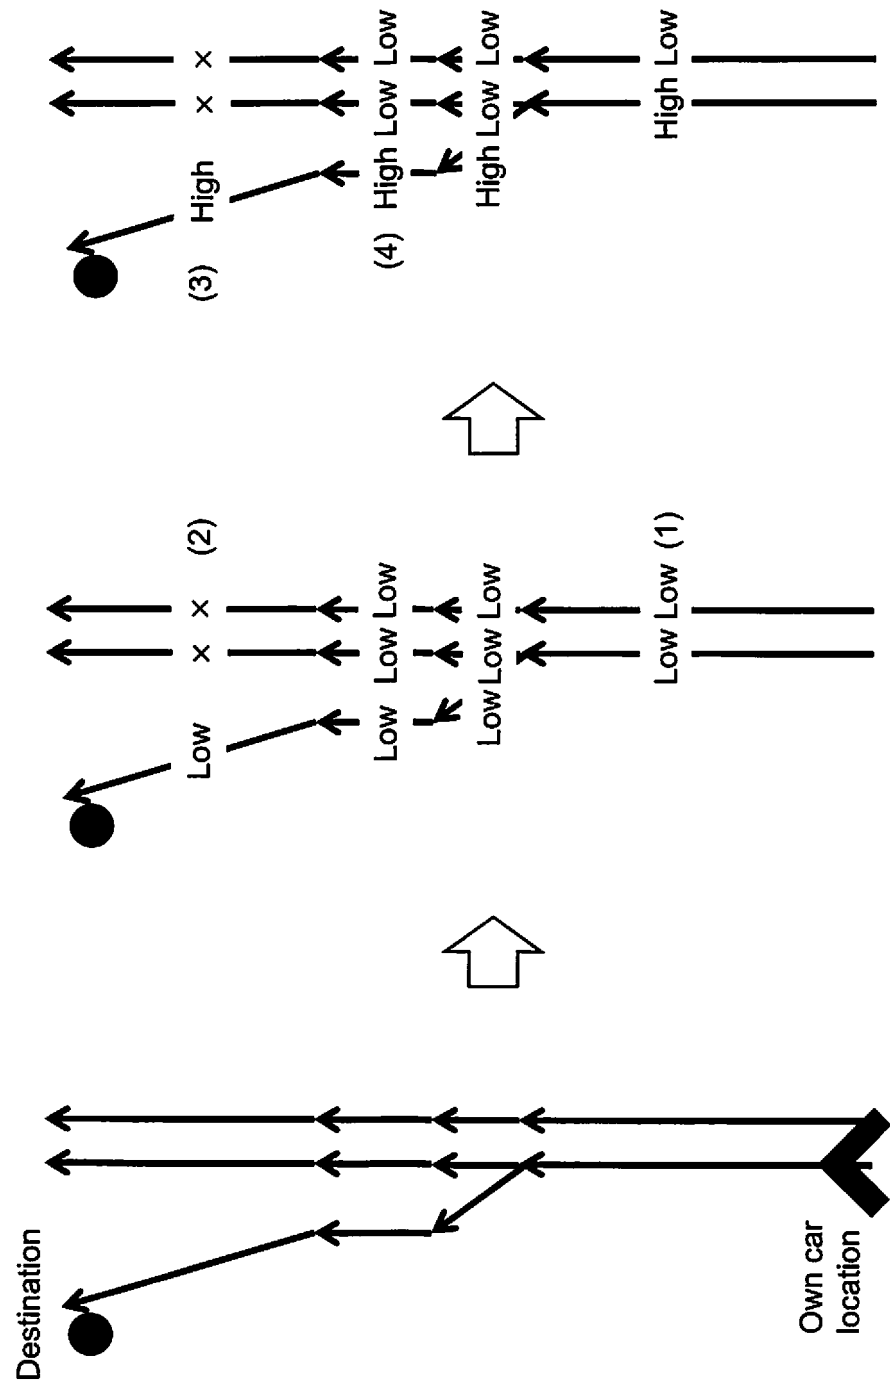 Destination
Own car
location
Low × × (2)
Low Low Low
Low Low Low
Low Low (1)
(3) High × ×
(4) High Low Low
High Low Low
High Low